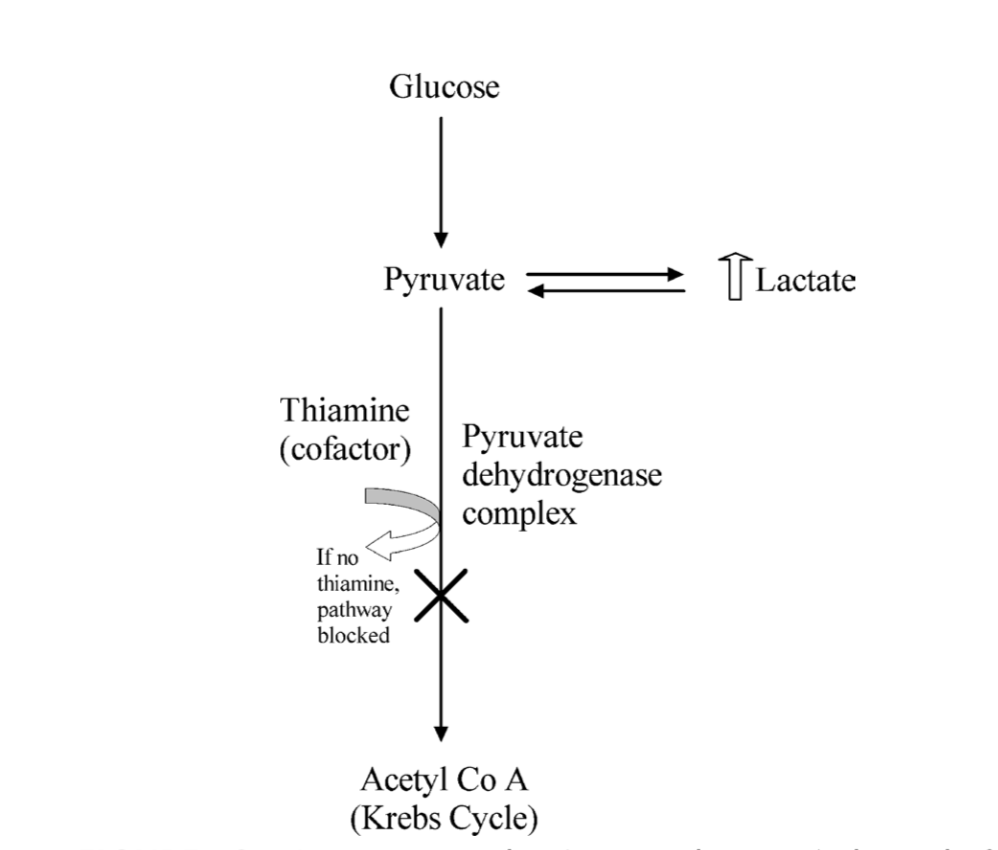 Glucose
Pyruvate
Lactate
Thiamine
(cofactor)
Pyruvate
dehydrogenase
complex
If no
thiamine,
pathway
blocked
Acetyl Co A
(Krebs Cycle)